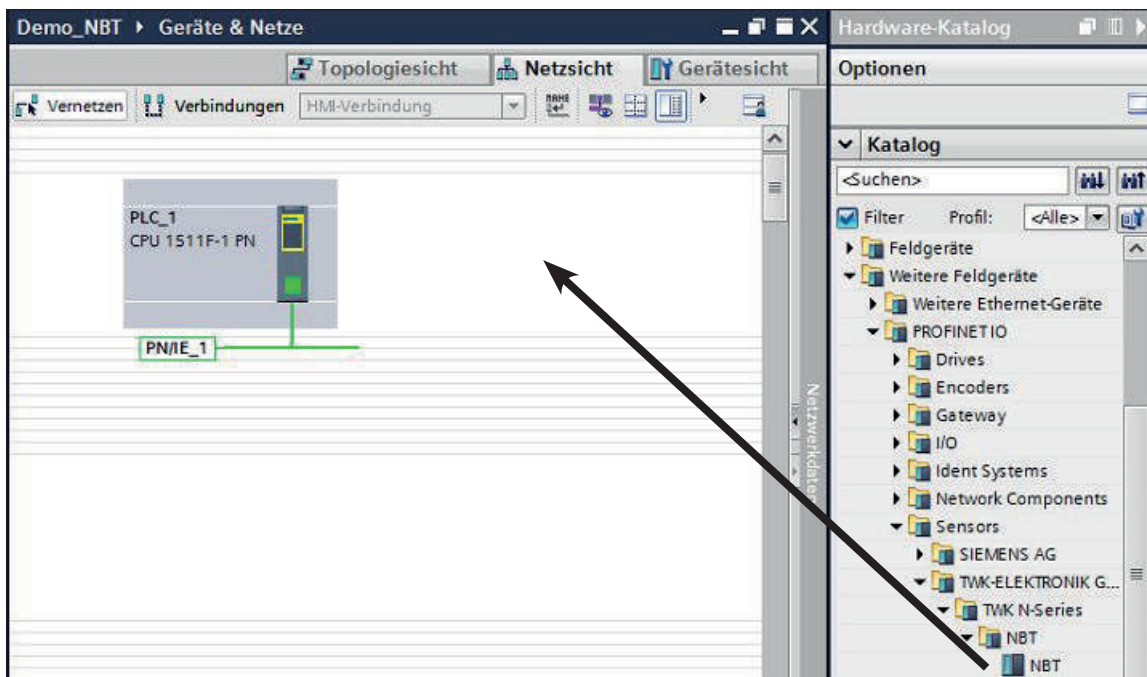 Demo_NBT ▸ Geräte & Netze
Topologiesicht Netzsicht Gerätesicht
Vernetzen Verbindungen HMI-Verbindung
PLC_1
CPU 1511F-1 PN
PN/IE_1
Netzwerkdaten
Hardware-Katalog
Optionen
Katalog
<Suchen>
Filter Profil: <Alle>
Feldgeräte
Weitere Feldgeräte
Weitere Ethernet-Geräte
PROFINET IO
Drives
Encoders
Gateway
I/O
Ident Systems
Network Components
Sensors
SIEMENS AG
TWK-ELEKTRONIK G...
TWK N-Series
NBT
NBT